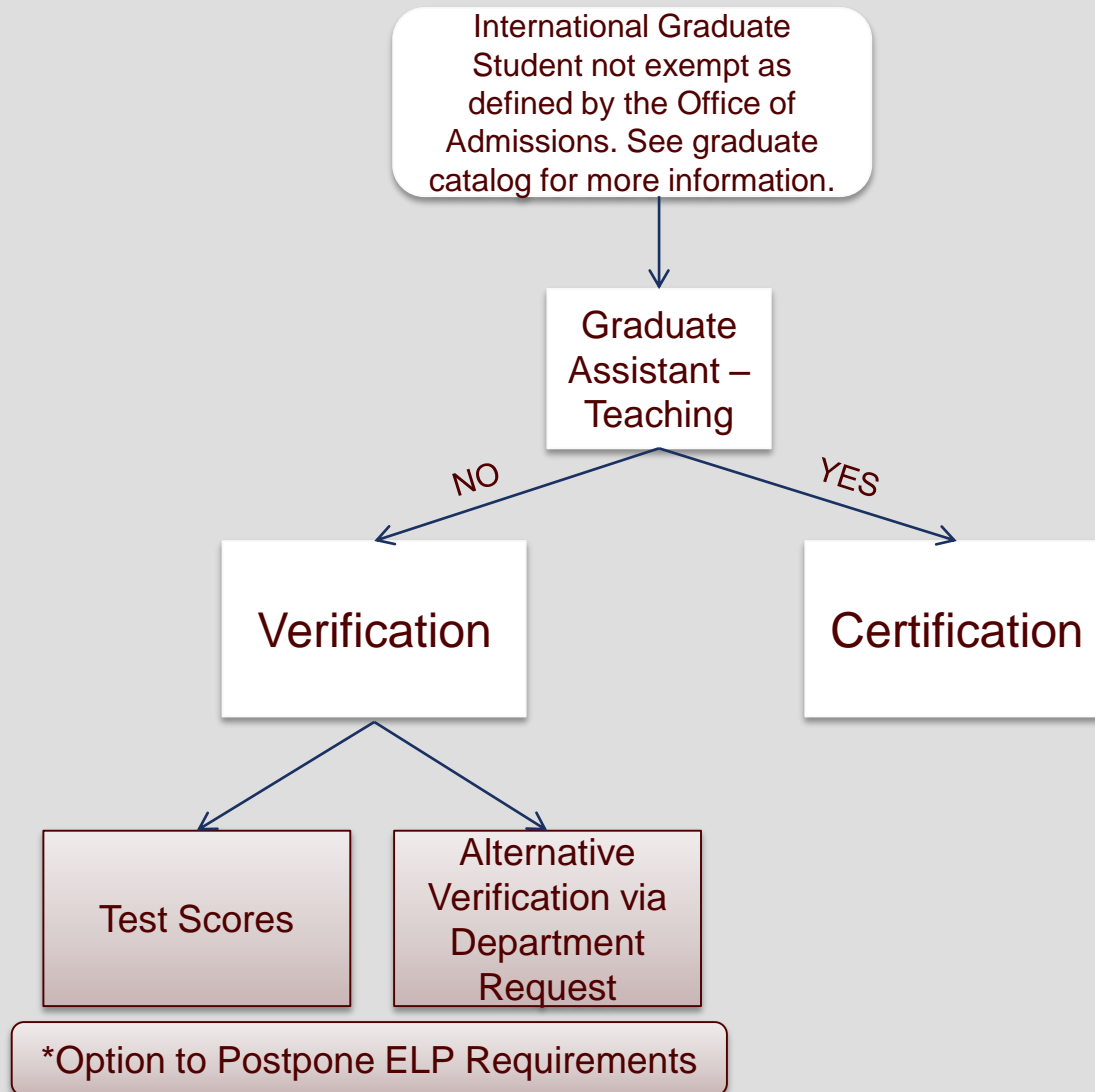 International Graduate
Student not exempt as
defined by the Office of
Admissions. See graduate
catalog for more information.
Graduate
Assistant –
Teaching
NO
YES
Verification
Certification
Test Scores
Alternative
Verification via
Department
Request
*Option to Postpone ELP Requirements